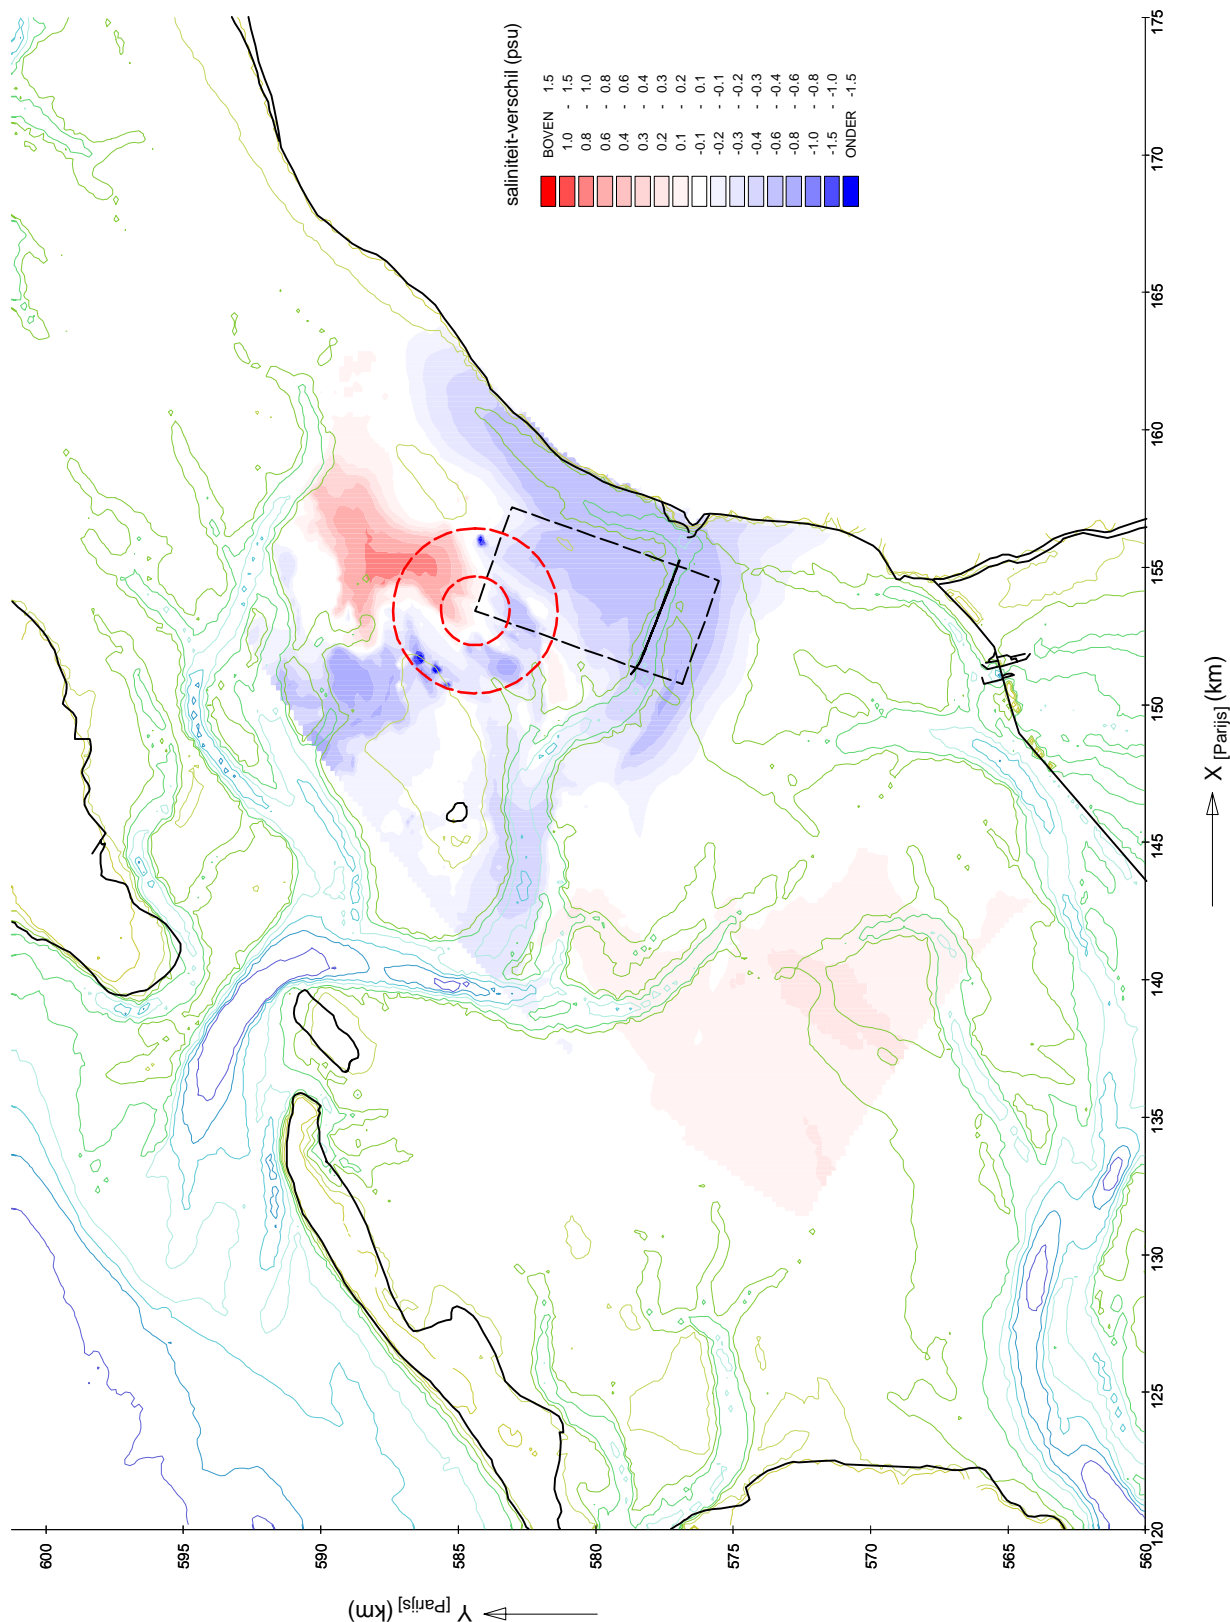 saliniteit-verschil (psu)
BOVEN 1.5
1.0 - 1.5
0.8 - 1.0
0.6 - 0.8
0.4 - 0.6
0.3 - 0.4
0.2 - 0.3
0.1 - 0.2
-0.1 - 0.1
-0.2 - -0.1
-0.3 - -0.2
-0.4 - -0.3
-0.6 - -0.4
-0.8 - -0.6
-1.0 - -0.8
-1.5 - -1.0
ONDER -1.5
600
595
590
585
580
575
570
565
560
Y [Parijs] (km)
120
125
130
135
140
145
150
155
160
165
170
175
X [Parijs] (km)